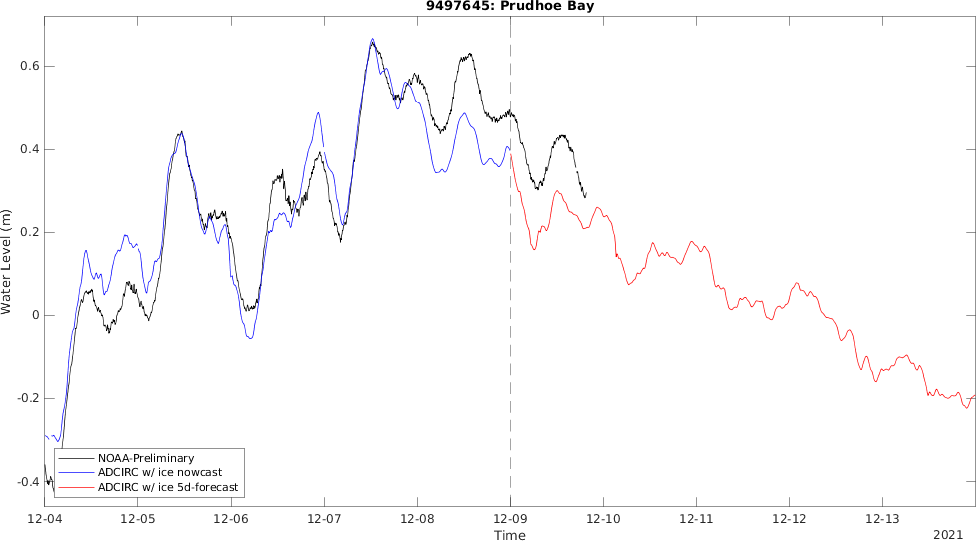 9497645: Prudhoe Bay
Water Level (m)
0.6
0.4
0.2
0
-0.2
-0.4
NOAA-Preliminary
ADCIRC w/ ice nowcast
ADCIRC w/ ice 5d-forecast
12-04 12-05 12-06 12-07 12-08 12-09 12-10 12-11 12-12 12-13
Time
2021